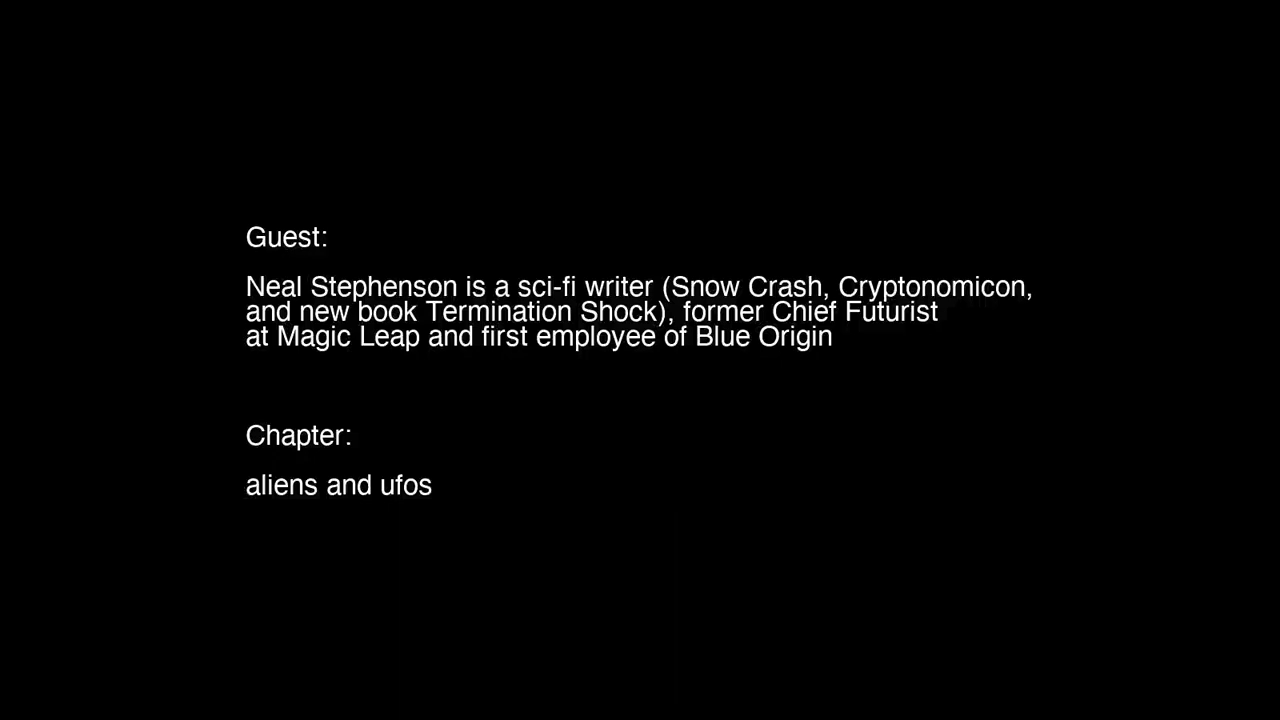 Guest:
Neal Stephenson is a sci-fi writer (Snow Crash, Cryptonomicon,
and new book Termination Shock), former Chief Futurist
at Magic Leap and first employee of Blue Origin
Chapter:
aliens and ufos